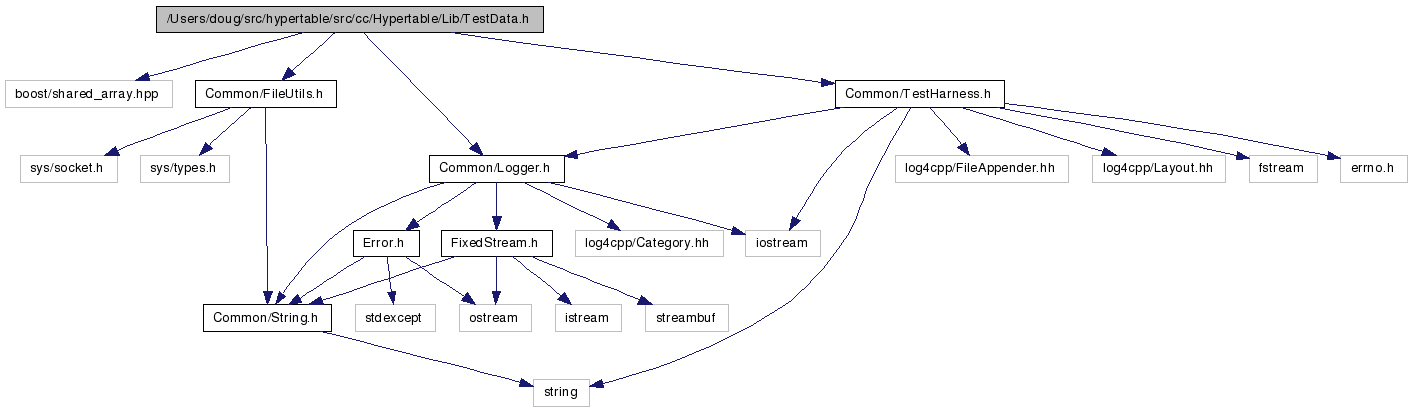 /Users/doug/src/hypertable/src/cc/Hypertable/Lib/TestData.h
boost/shared_array.hpp
Common/FileUtils.h
Common/TestHarness.h
sys/socket.h
sys/types.h
Common/Logger.h
log4cpp/FileAppender.hh
log4cpp/Layout.hh
fstream
errno.h
Error.h
FixedStream.h
log4cpp/Category.hh
iostream
Common/String.h
stdexcept
ostream
istream
streambuf
string